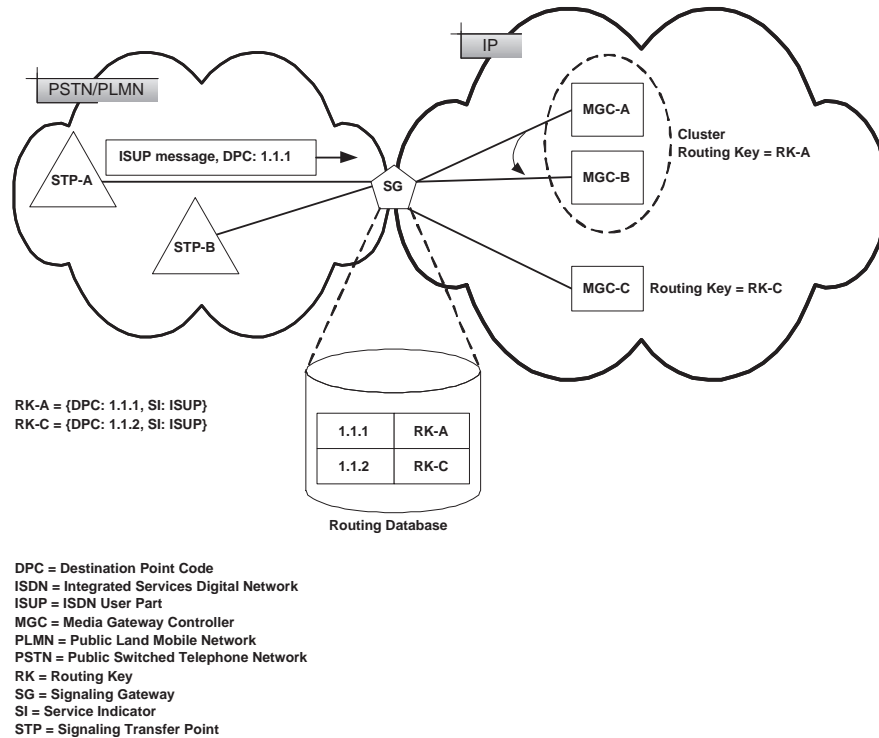 IP
PSTN/PLMN
MGC-A
ISUP message, DPC: 1.1.1
Cluster
Routing Key = RK-A
STP-A
SG
MGC-B
STP-B
MGC-C
Routing Key = RK-C
RK-A = {DPC: 1.1.1, SI: ISUP}
RK-C = {DPC: 1.1.2, SI: ISUP}
1.1.1 RK-A
1.1.2 RK-C
Routing Database
DPC = Destination Point Code
ISDN = Integrated Services Digital Network
ISUP = ISDN User Part
MGC = Media Gateway Controller
PLMN = Public Land Mobile Network
PSTN = Public Switched Telephone Network
RK = Routing Key
SG = Signaling Gateway
SI = Service Indicator
STP = Signaling Transfer Point